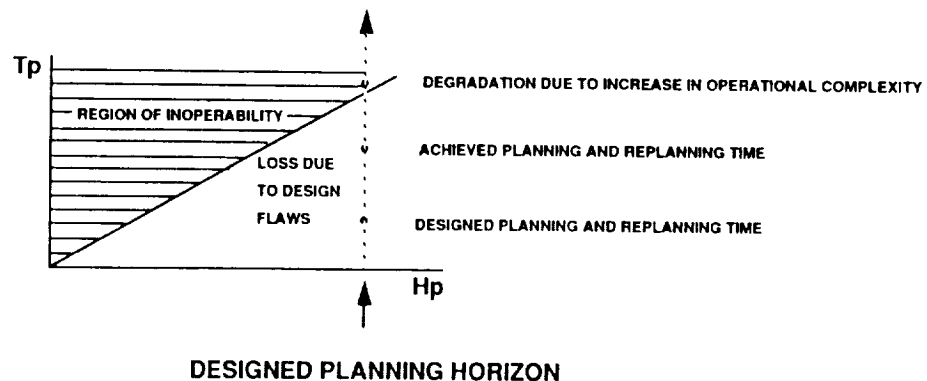 Tp
DEGRADATION DUE TO INCREASE IN OPERATIONAL COMPLEXITY
REGION OF INOPERABILITY
LOSS DUE
TO DESIGN
FLAWS
ACHIEVED PLANNING AND REPLANNING TIME
DESIGNED PLANNING AND REPLANNING TIME
Hp
DESIGNED PLANNING HORIZON